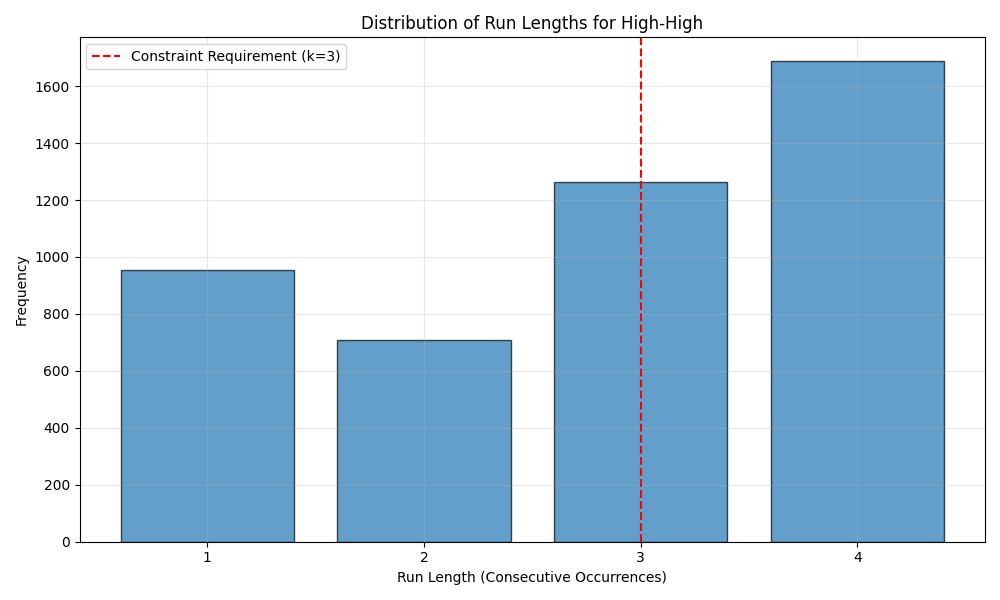 Distribution of Run Lengths for High-High
Constraint Requirement (k=3)
Frequency
1600
1400
1200
1000
800
600
400
200
0
1 2 3 4
Run Length (Consecutive Occurrences)